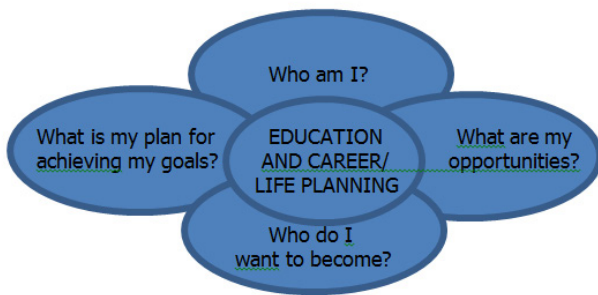 Who am I?
What is my plan for
achieving my goals?
EDUCATION
AND CAREER/
LIFE PLANNING
What are my
opportunities?
Who do I
want to become?